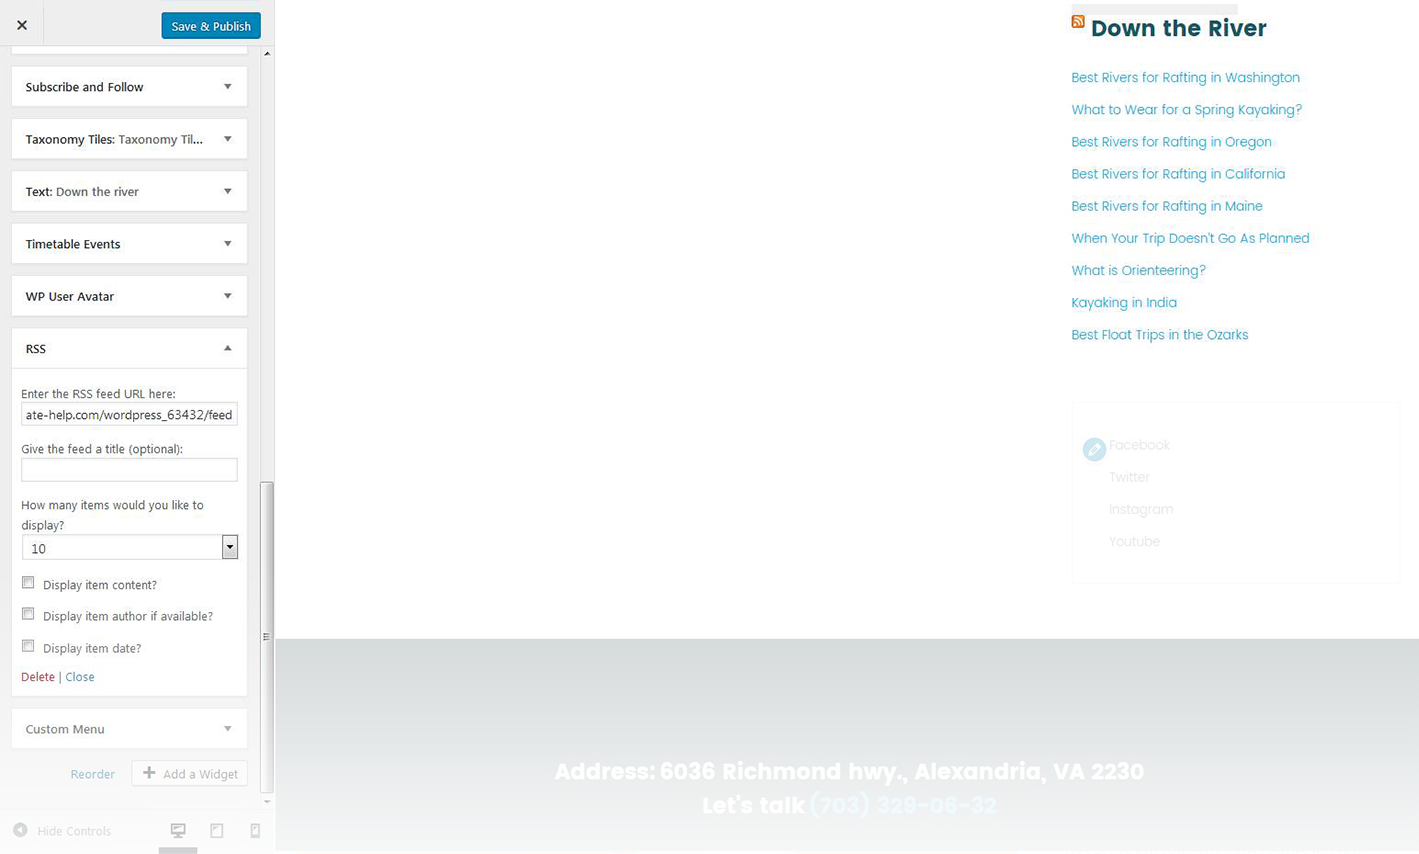 Save & Publish
Subscribe and Follow
Taxonomy Tiles: Taxonomy Til...
Text: Down the river
Timetable Events
WP User Avatar
RSS
Enter the RSS feed URL here:
ate-help.com/wordpress_63432/feed
Give the feed a title (optional):
How many items would you like to
display?
10
Display item content?
Display item author if available?
Display item date?
Delete | Close
Custom Menu
Reorder
Add a Widget
Hide Controls
Down the River
Best Rivers for Rafting in Washington
What to Wear for a Spring Kayaking?
Best Rivers for Rafting in Oregon
Best Rivers for Rafting in California
Best Rivers for Rafting in Maine
When Your Trip Doesn't Go As Planned
What is Orienteering?
Kayaking in India
Best Float Trips in the Ozarks
Facebook
Twitter
Instagram
Youtube
Address: 6036 Richmond hwy., Alexandria, VA 2230
Let's talk (703) 329-06-32